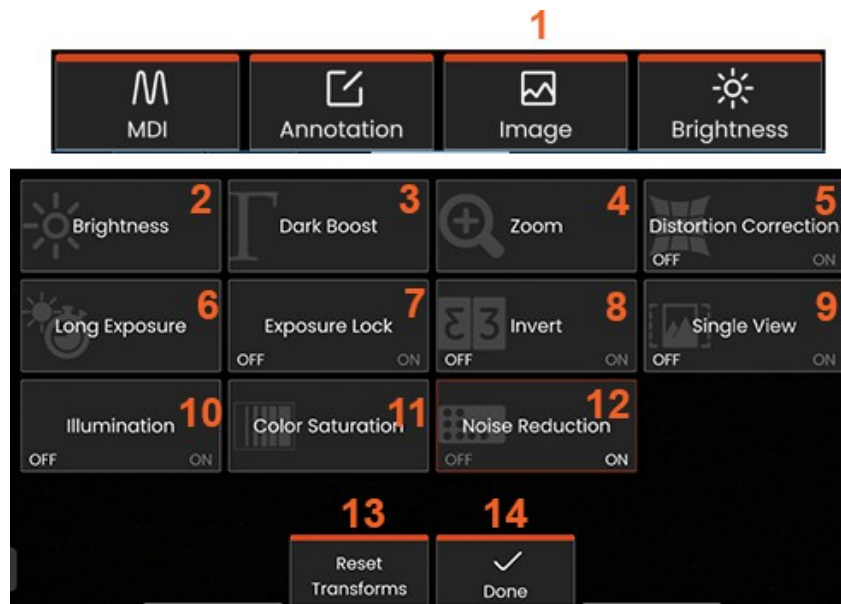 1
MDI Annotation Image Brightness
Brightness 2 Dark Boost 3 Zoom 4 Distortion Correction 5
OFF ON
Long Exposure 6 Exposure Lock 7 Invert 8 Single View 9
OFF ON OFF ON OFF ON
Illumination 10 Color Saturation 11 Noise Reduction 12
OFF ON OFF ON
13 14
Reset
Transforms Done